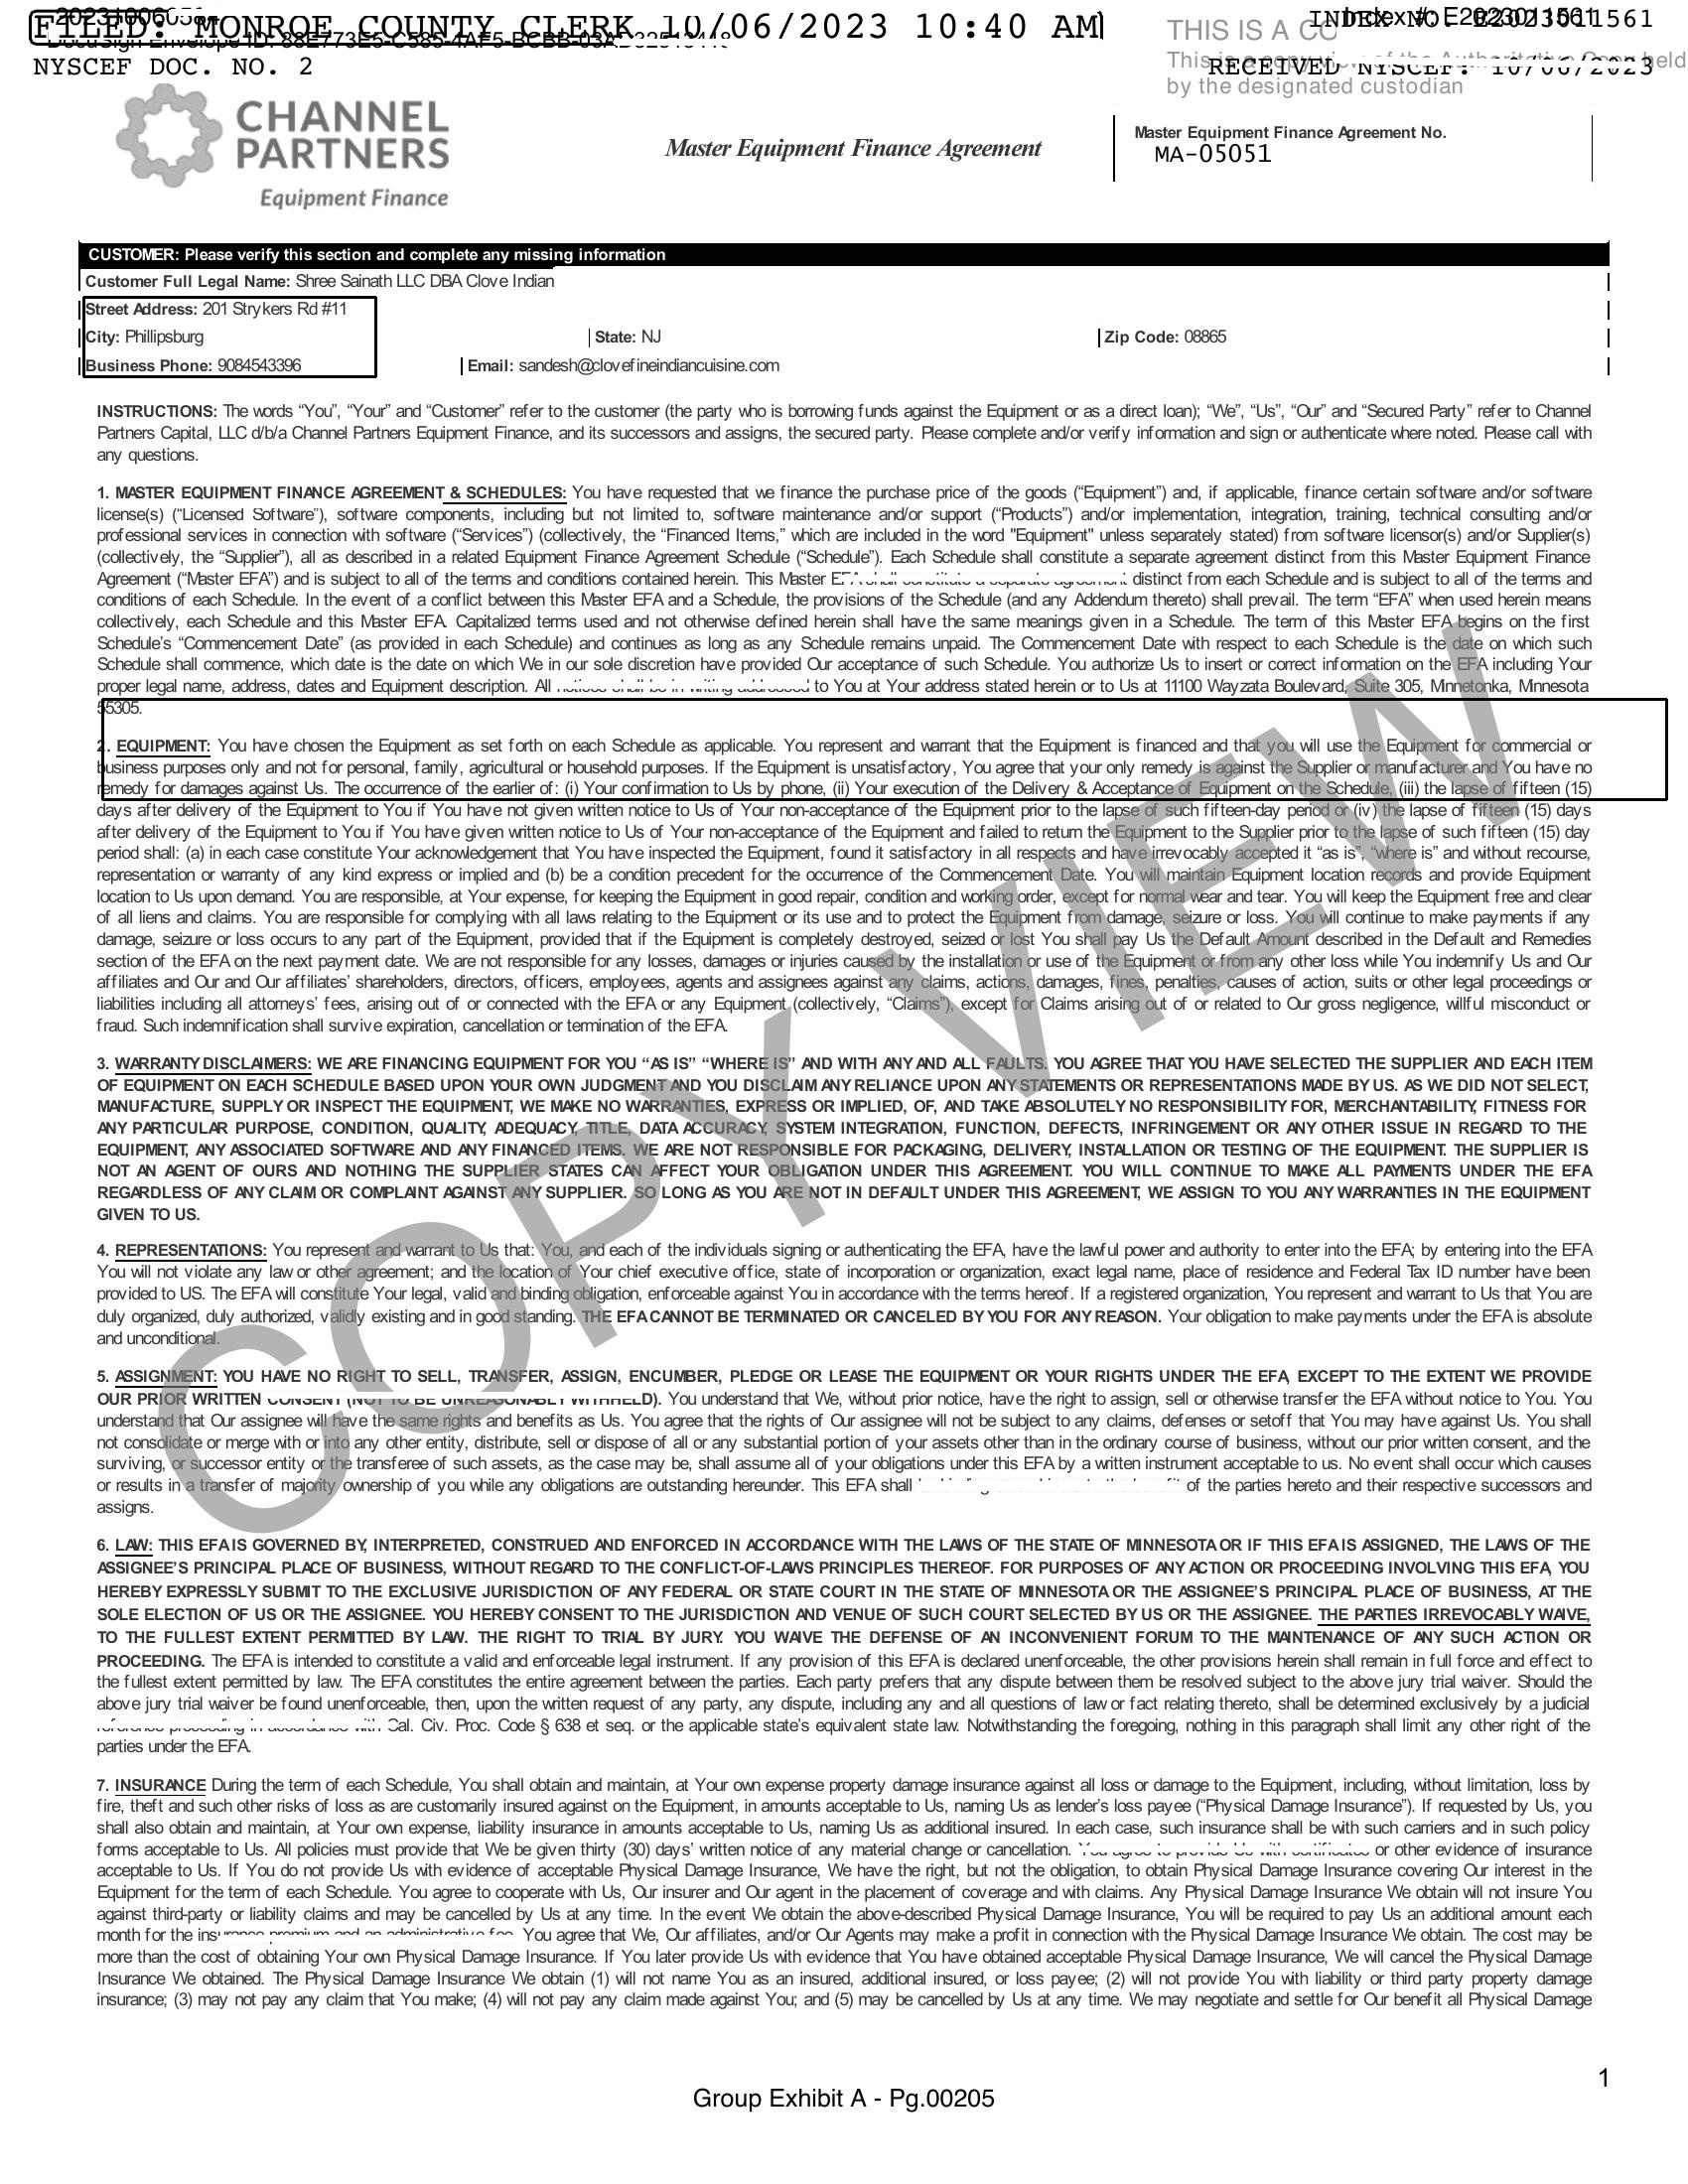 FILED: MONROE COUNTY CLERK 10/06/2023 10:40 AM
INDEX NO. E2023011561
NYSCEF DOC. NO. 2
RECEIVED NYSCEF: 10/06/2023
THIS IS A
by the designated custodian
CHANNEL
PARTNERS
Equipment Finance
Master Equipment Finance Agreement
Master Equipment Finance Agreement No.
MA-05051
CUSTOMER: Please verify this section and complete any missing information
Customer Full Legal Name: Shree Sainath LLC DBA Clove Indian
Street Address: 201 Strykers Rd #11
City: Phillipsburg State: NJ Zip Code: 08865
Business Phone: 9084543396 Email: sandesh@clovefineindiancuisine.com
INSTRUCTIONS: The words “You”, “Your” and “Customer” refer to the customer (the party who is borrowing funds against the Equipment or as a direct loan); “We”, “Us”, “Our” and “Secured Party” refer to Channel
Partners Capital, LLC d/b/a Channel Partners Equipment Finance, and its successors and assigns, the secured party. Please complete and/or verify information and sign or authenticate where noted. Please call with
any questions.
1. MASTER EQUIPMENT FINANCE AGREEMENT & SCHEDULES: You have requested that we finance the purchase price of the goods (“Equipment”) and, if applicable, finance certain software and/or software
license(s) (“Licensed Software”), software components, including but not limited to, software maintenance and/or support (“Products”) and/or implementation, integration, training, technical consulting and/or
professional services in connection with software (“Services”) (collectively, the “Financed Items,” which are included in the word "Equipment" unless separately stated) from software licensor(s) and/or Supplier(s)
(collectively, the “Supplier”), all as described in a related Equipment Finance Agreement Schedule (“Schedule”). Each Schedule shall constitute a separate agreement distinct from this Master Equipment Finance
Agreement (“Master EFA”) and is subject to all of the terms and conditions contained herein. This Master EFA shall constitute a separate agreement distinct from each Schedule and is subject to all of the terms and
conditions of each Schedule. In the event of a conflict between this Master EFA and a Schedule, the provisions of the Schedule (and any Addendum thereto) shall prevail. The term “EFA” when used herein means
collectively, each Schedule and this Master EFA. Capitalized terms used and not otherwise defined herein shall have the same meanings given in a Schedule. The term of this Master EFA begins on the first
Schedule’s “Commencement Date” (as provided in each Schedule) and continues as long as any Schedule remains unpaid. The Commencement Date with respect to each Schedule is the date on which such
Schedule shall commence, which date is the date on which We in our sole discretion have provided Our acceptance of such Schedule. You authorize Us to insert or correct information on the EFA including Your
proper legal name, address, dates and Equipment description. All notices shall be in writing addressed to You at Your address stated herein or to Us at 11100 Wayzata Boulevard, Suite 305, Minnetonka, Minnesota
55305.
2. EQUIPMENT: You have chosen the Equipment as set forth on each Schedule as applicable. You represent and warrant that the Equipment is financed and that you will use the Equipment for commercial or
business purposes only and not for personal, family, agricultural or household purposes. If the Equipment is unsatisfactory, You agree that your only remedy is against the Supplier or manufacturer and You have no
remedy for damages against Us. The occurrence of the earlier of: (i) Your confirmation to Us by phone, (ii) Your execution of the Delivery & Acceptance of Equipment on the Schedule, (iii) the lapse of fifteen (15)
days after delivery of the Equipment to You if You have not given written notice to Us of Your non-acceptance of the Equipment prior to the lapse of such fifteen-day period or (iv) the lapse of fifteen (15) days
after delivery of the Equipment to You if You have given written notice to Us of Your non-acceptance of the Equipment and failed to return the Equipment to the Supplier prior to the lapse of such fifteen (15) day
period shall: (a) in each case constitute Your acknowledgement that You have inspected the Equipment, found it satisfactory in all respects and have irrevocably accepted it “as is”, “where is” and without recourse,
representation or warranty of any kind express or implied and (b) be a condition precedent for the occurrence of the Commencement Date. You will maintain Equipment location records and provide Equipment
location to Us upon demand. You are responsible, at Your expense, for keeping the Equipment in good repair, condition and working order, except for normal wear and tear. You will keep the Equipment free and clear
of all liens and claims. You are responsible for complying with all laws relating to the Equipment or its use and to protect the Equipment from damage, seizure or loss. You will continue to make payments if any
damage, seizure or loss occurs to any part of the Equipment, provided that if the Equipment is completely destroyed, seized or lost You shall pay Us the Default Amount described in the Default and Remedies
section of the EFA on the next payment date. We are not responsible for any losses, damages or injuries caused by the installation or use of the Equipment or from any other loss while You indemnify Us and Our
affiliates and Our and Our affiliates’ shareholders, directors, officers, employees, agents and assignees against any claims, actions, damages, fines, penalties, causes of action, suits or other legal proceedings or
liabilities including all attorneys’ fees, arising out of or connected with the EFA or any Equipment (collectively, “Claims”), except for Claims arising out of or related to Our gross negligence, willful misconduct or
fraud. Such indemnification shall survive expiration, cancellation or termination of the EFA.
3. WARRANTY DISCLAIMERS: WE ARE FINANCING EQUIPMENT FOR YOU “AS IS” “WHERE IS” AND WITH ANY AND ALL FAULTS. YOU AGREE THAT YOU HAVE SELECTED THE SUPPLIER AND EACH ITEM
OF EQUIPMENT ON EACH SCHEDULE BASED UPON YOUR OWN JUDGMENT AND YOU DISCLAIM ANY RELIANCE UPON ANY STATEMENTS OR REPRESENTATIONS MADE BY US. AS WE DID NOT SELECT,
MANUFACTURE, SUPPLY OR INSPECT THE EQUIPMENT, WE MAKE NO WARRANTIES, EXPRESS OR IMPLIED, OF, AND TAKE ABSOLUTELY NO RESPONSIBILITY FOR, MERCHANTABILITY, FITNESS FOR
ANY PARTICULAR PURPOSE, CONDITION, QUALITY, ADEQUACY, TITLE, DATA ACCURACY, SYSTEM INTEGRATION, FUNCTION, DEFECTS, INFRINGEMENT OR ANY OTHER ISSUE IN REGARD TO THE
EQUIPMENT, ANY ASSOCIATED SOFTWARE AND ANY FINANCED ITEMS. WE ARE NOT RESPONSIBLE FOR PACKAGING, DELIVERY, INSTALLATION OR TESTING OF THE EQUIPMENT. THE SUPPLIER IS
NOT AN AGENT OF OURS AND NOTHING THE SUPPLIER STATES CAN AFFECT YOUR OBLIGATION UNDER THIS AGREEMENT. YOU WILL CONTINUE TO MAKE ALL PAYMENTS UNDER THE EFA
REGARDLESS OF ANY CLAIM OR COMPLAINT AGAINST ANY SUPPLIER. SO LONG AS YOU ARE NOT IN DEFAULT UNDER THIS AGREEMENT, WE ASSIGN TO YOU ANY WARRANTIES IN THE EQUIPMENT
GIVEN TO US.
4. REPRESENTATIONS: You represent and warrant to Us that: You, and each of the individuals signing or authenticating the EFA, have the lawful power and authority to enter into the EFA; by entering into the EFA
You will not violate any law or other agreement; and the location of Your chief executive office, state of incorporation or organization, exact legal name, place of residence and Federal Tax ID number have been
provided to US. The EFA will constitute Your legal, valid and binding obligation, enforceable against You in accordance with the terms hereof. If a registered organization, You represent and warrant to Us that You are
duly organized, duly authorized, validly existing and in good standing. THE EFA CANNOT BE TERMINATED OR CANCELED BY YOU FOR ANY REASON. Your obligation to make payments under the EFA is absolute
and unconditional.
5. ASSIGNMENT: YOU HAVE NO RIGHT TO SELL, TRANSFER, ASSIGN, ENCUMBER, PLEDGE OR LEASE THE EQUIPMENT OR YOUR RIGHTS UNDER THE EFA, EXCEPT TO THE EXTENT WE PROVIDE
OUR PRIOR WRITTEN CONSENT (NOT TO BE UNREASONABLY WITHHELD). You understand that We, without prior notice, have the right to assign, sell or otherwise transfer the EFA without notice to You. You
understand that Our assignee will have the same rights and benefits as Us. You agree that the rights of Our assignee will not be subject to any claims, defenses or setoff that You may have against Us. You shall
not consolidate or merge with or into any other entity, distribute, sell or dispose of all or any substantial portion of your assets other than in the ordinary course of business, without our prior written consent, and the
surviving, or successor entity or the transferee of such assets, as the case may be, shall assume all of your obligations under this EFA by a written instrument acceptable to us. No event shall occur which causes
or results in a transfer of majority ownership of you while any obligations are outstanding hereunder. This EFA shall of the parties hereto and their respective successors and
assigns.
6. LAW: THIS EFA IS GOVERNED BY, INTERPRETED, CONSTRUED AND ENFORCED IN ACCORDANCE WITH THE LAWS OF THE STATE OF MINNESOTA OR IF THIS EFA IS ASSIGNED, THE LAWS OF THE
ASSIGNEE’S PRINCIPAL PLACE OF BUSINESS, WITHOUT REGARD TO THE CONFLICT-OF-LAWS PRINCIPLES THEREOF. FOR PURPOSES OF ANY ACTION OR PROCEEDING INVOLVING THIS EFA, YOU
HEREBY EXPRESSLY SUBMIT TO THE EXCLUSIVE JURISDICTION OF ANY FEDERAL OR STATE COURT IN THE STATE OF MINNESOTA OR THE ASSIGNEE’S PRINCIPAL PLACE OF BUSINESS, AT THE
SOLE ELECTION OF US OR THE ASSIGNEE. YOU HEREBY CONSENT TO THE JURISDICTION AND VENUE OF SUCH COURT SELECTED BY US OR THE ASSIGNEE. THE PARTIES IRREVOCABLY WAIVE,
TO THE FULLEST EXTENT PERMITTED BY LAW. THE RIGHT TO TRIAL BY JURY. YOU WAIVE THE DEFENSE OF AN INCONVENIENT FORUM TO THE MAINTENANCE OF ANY SUCH ACTION OR
PROCEEDING. The EFA is intended to constitute a valid and enforceable legal instrument. If any provision of this EFA is declared unenforceable, the other provisions herein shall remain in full force and effect to
the fullest extent permitted by law. The EFA constitutes the entire agreement between the parties. Each party prefers that any dispute between them be resolved subject to the above jury trial waiver. Should the
above jury trial waiver be found unenforceable, then, upon the written request of any party, any dispute, including any and all questions of law or fact relating thereto, shall be determined exclusively by a judicial
reference proceeding in accordance with Cal. Civ. Proc. Code § 638 et seq. or the applicable state’s equivalent state law. Notwithstanding the foregoing, nothing in this paragraph shall limit any other right of the
parties under the EFA.
7. INSURANCE During the term of each Schedule, You shall obtain and maintain, at Your own expense property damage insurance against all loss or damage to the Equipment, including, without limitation, loss by
fire, theft and such other risks of loss as are customarily insured against on the Equipment, in amounts acceptable to Us, naming Us as lender’s loss payee (“Physical Damage Insurance”). If requested by Us, you
shall also obtain and maintain, at Your own expense, liability insurance in amounts acceptable to Us, naming Us as additional insured. In each case, such insurance shall be with such carriers and in such policy
forms acceptable to Us. All policies must provide that We be given thirty (30) days’ written notice of any material change or cancellation. You agree to provide Us with certificates or other evidence of insurance
acceptable to Us. If You do not provide Us with evidence of acceptable Physical Damage Insurance, We have the right, but not the obligation, to obtain Physical Damage Insurance covering Our interest in the
Equipment for the term of each Schedule. You agree to cooperate with Us, Our insurer and Our agent in the placement of coverage and with claims. Any Physical Damage Insurance We obtain will not insure You
against third-party or liability claims and may be cancelled by Us at any time. In the event We obtain the above-described Physical Damage Insurance, You will be required to pay Us an additional amount each
month for the insurance premium and an administrative fee. You agree that We, Our affiliates, and/or Our Agents may make a profit in connection with the Physical Damage Insurance We obtain. The cost may be
more than the cost of obtaining Your own Physical Damage Insurance. If You later provide Us with evidence that You have obtained acceptable Physical Damage Insurance, We will cancel the Physical Damage
Insurance We obtained. The Physical Damage Insurance We obtain (1) will not name You as an insured, additional insured, or loss payee; (2) will not provide You with liability or third party property damage
insurance; (3) may not pay any claim that You make; (4) will not pay any claim made against You; and (5) may be cancelled by Us at any time. We may negotiate and settle for Our benefit all Physical Damage
COPY VIEW
1
Group Exhibit A - Pg.00205